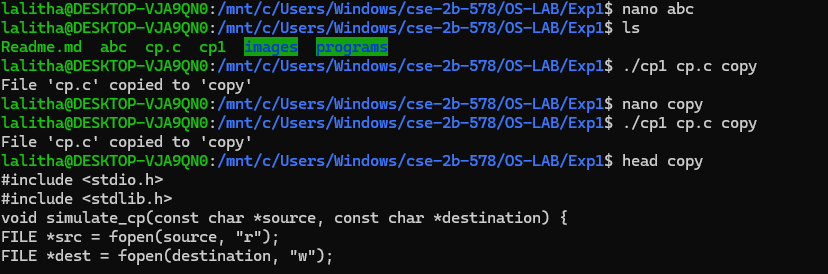 lalitha@DESKTOP-VJA9QN0:/mnt/c/Users/Windows/cse-2b-578/OS-LAB/Exp1$ nano abc
lalitha@DESKTOP-VJA9QN0:/mnt/c/Users/Windows/cse-2b-578/OS-LAB/Exp1$ ls
Readme.md  abc  cp.c  cp1  images  programs
lalitha@DESKTOP-VJA9QN0:/mnt/c/Users/Windows/cse-2b-578/OS-LAB/Exp1$ ./cp1 cp.c copy
File 'cp.c' copied to 'copy'
lalitha@DESKTOP-VJA9QN0:/mnt/c/Users/Windows/cse-2b-578/OS-LAB/Exp1$ nano copy
lalitha@DESKTOP-VJA9QN0:/mnt/c/Users/Windows/cse-2b-578/OS-LAB/Exp1$ ./cp1 cp.c copy
File 'cp.c' copied to 'copy'
lalitha@DESKTOP-VJA9QN0:/mnt/c/Users/Windows/cse-2b-578/OS-LAB/Exp1$ head copy
#include <stdio.h>
#include <stdlib.h>
void simulate_cp(const char *source, const char *destination) {
FILE *src = fopen(source, "r");
FILE *dest = fopen(destination, "w");